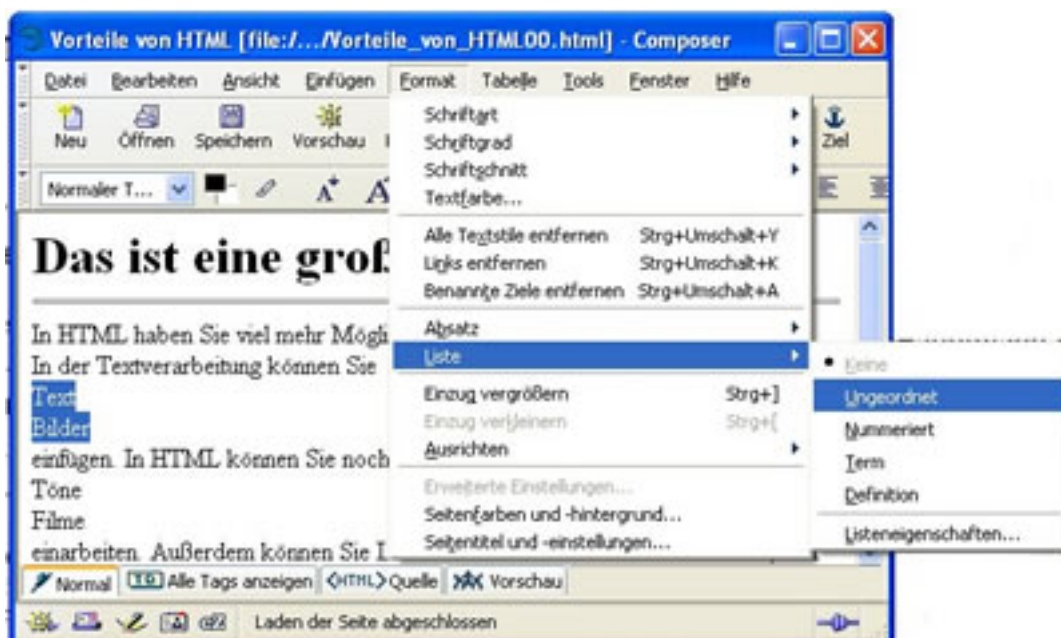 Vorteile von HTML [file:/.../Vorteile_von_HTML00.html] - Composer
Datei Bearbeiten Ansicht Einfügen Format Tabelle Tools Fenster Hilfe
Neu Öffnen Speichern Vorschau Ziel
Normaler T...
Schriftart
Schriftgrad
Schriftschnitt
Textfarbe...
Alle Textstile entfernen Strg+Umschalt+Y
Links entfernen Strg+Umschalt+K
Benannte Ziele entfernen Strg+Umschalt+A
Absatz
Liste
Einzug vergrößern Strg+]
Einzug verkleinern Strg+[
Ausrichten
Erweiterte Einstellungen...
Seitenfarben und -hintergrund...
Seitentitel und -einstellungen...
Keine
Ungeordnet
Nummeriert
Term
Definition
Listeneigenschaften...
Das ist eine groß
In HTML haben Sie viel mehr Mögli
In der Textverarbeitung können Sie
Text
Bilder
einfügen. In HTML können Sie noch
Töne
Filme
einarbeiten. Außerdem können Sie
Normal Alle Tags anzeigen <HTML> Quelle Vorschau
Laden der Seite abgeschlossen